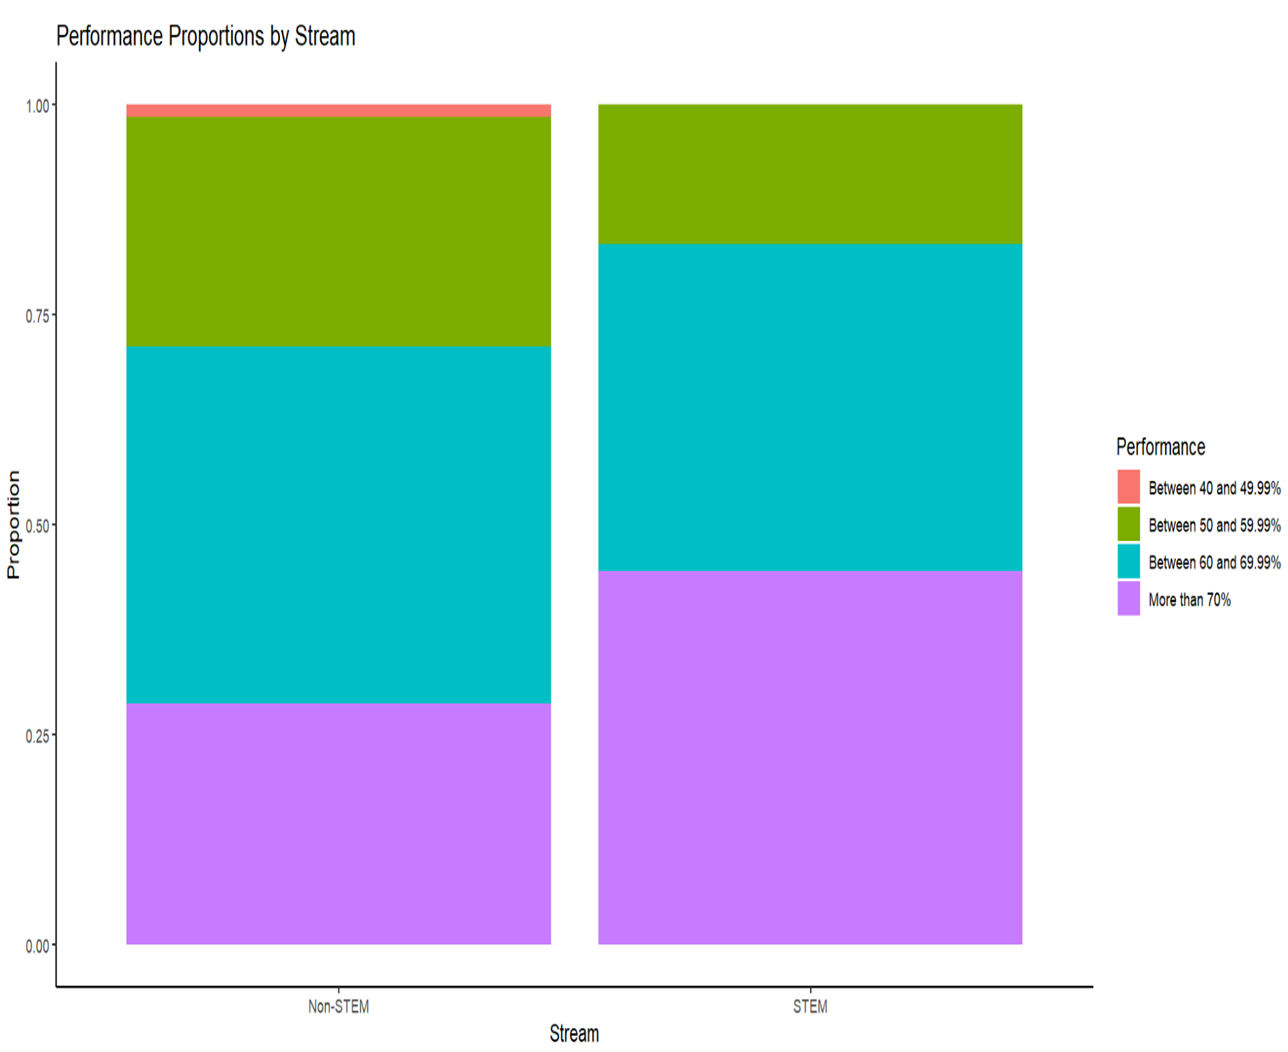 Performance Proportions by Stream
1.00
0.75
0.50
0.25
0.00
Proportion
Non-STEM
STEM
Stream
Performance
Between 40 and 49.99%
Between 50 and 59.99%
Between 60 and 69.99%
More than 70%